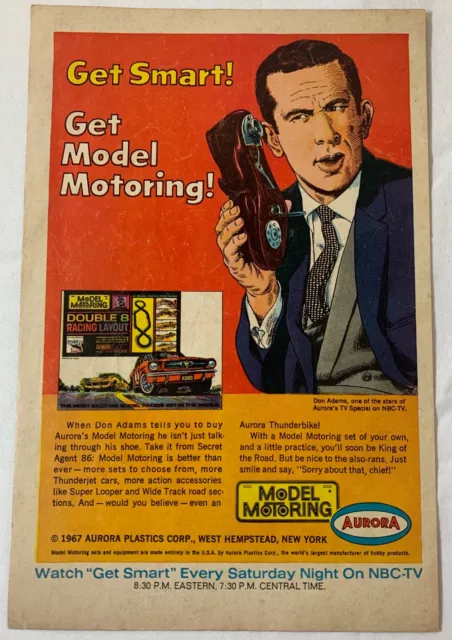 Get Smart!
Get
Model
Motoring!
MODEL
MOTORING
DOUBLE 8
RACING LAYOUT
Don Adams, one of the stars of
Aurora's TV Special on NBC-TV.
When Don Adams tells you to buy
Aurora's Model Motoring he isn't just talk-
ing through his shoe. Take it from Secret
Agent 86: Model Motoring is better than
ever—more sets to choose from, more
Thunderjet cars, more action accessories
like Super Looper and Wide Track road sec-
tions, And — would you believe — even an
Aurora Thunderbike!
With a Model Motoring set of your own,
and a little practice, you'll soon be King of
the Road. But be nice to the also-rans, Just
smile and say, "Sorry about that, chief!"
MODEL
MOTORING
AURORA
© 1967 AURORA PLASTICS CORP., WEST HEMPSTEAD, NEW YORK
Model Motoring sets and equipment are made entirely in the U.S.A. by Aurora Plastics Corp., the world's largest manufacturer of hobby products.
Watch "Get Smart" Every Saturday Night On NBC-TV
8:30 P.M. EASTERN, 7:30 P.M. CENTRAL TIME.